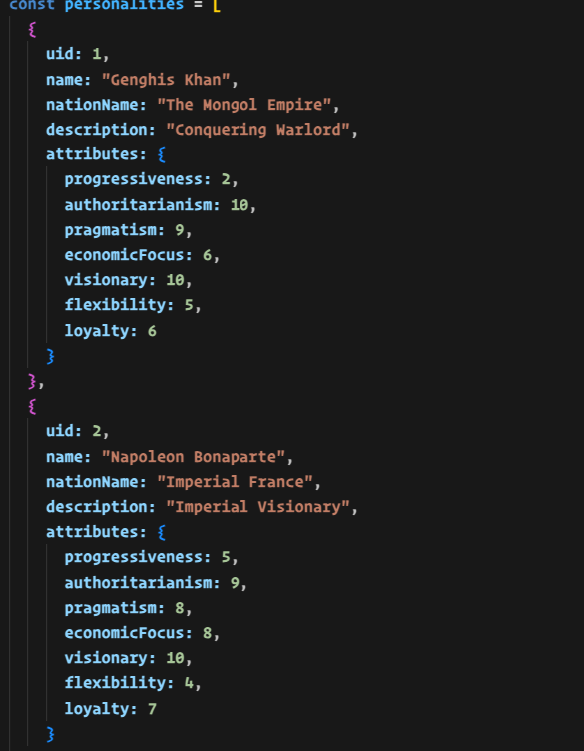 const personalities = [
{
uid: 1,
name: "Genghis Khan",
nationName: "The Mongol Empire",
description: "Conquering Warlord",
attributes: {
progressiveness: 2,
authoritarianism: 10,
pragmatism: 9,
economicFocus: 6,
visionary: 10,
flexibility: 5,
loyalty: 6
}
},
{
uid: 2,
name: "Napoleon Bonaparte",
nationName: "Imperial France",
description: "Imperial Visionary",
attributes: {
progressiveness: 5,
authoritarianism: 9,
pragmatism: 8,
economicFocus: 8,
visionary: 10,
flexibility: 4,
loyalty: 7
}